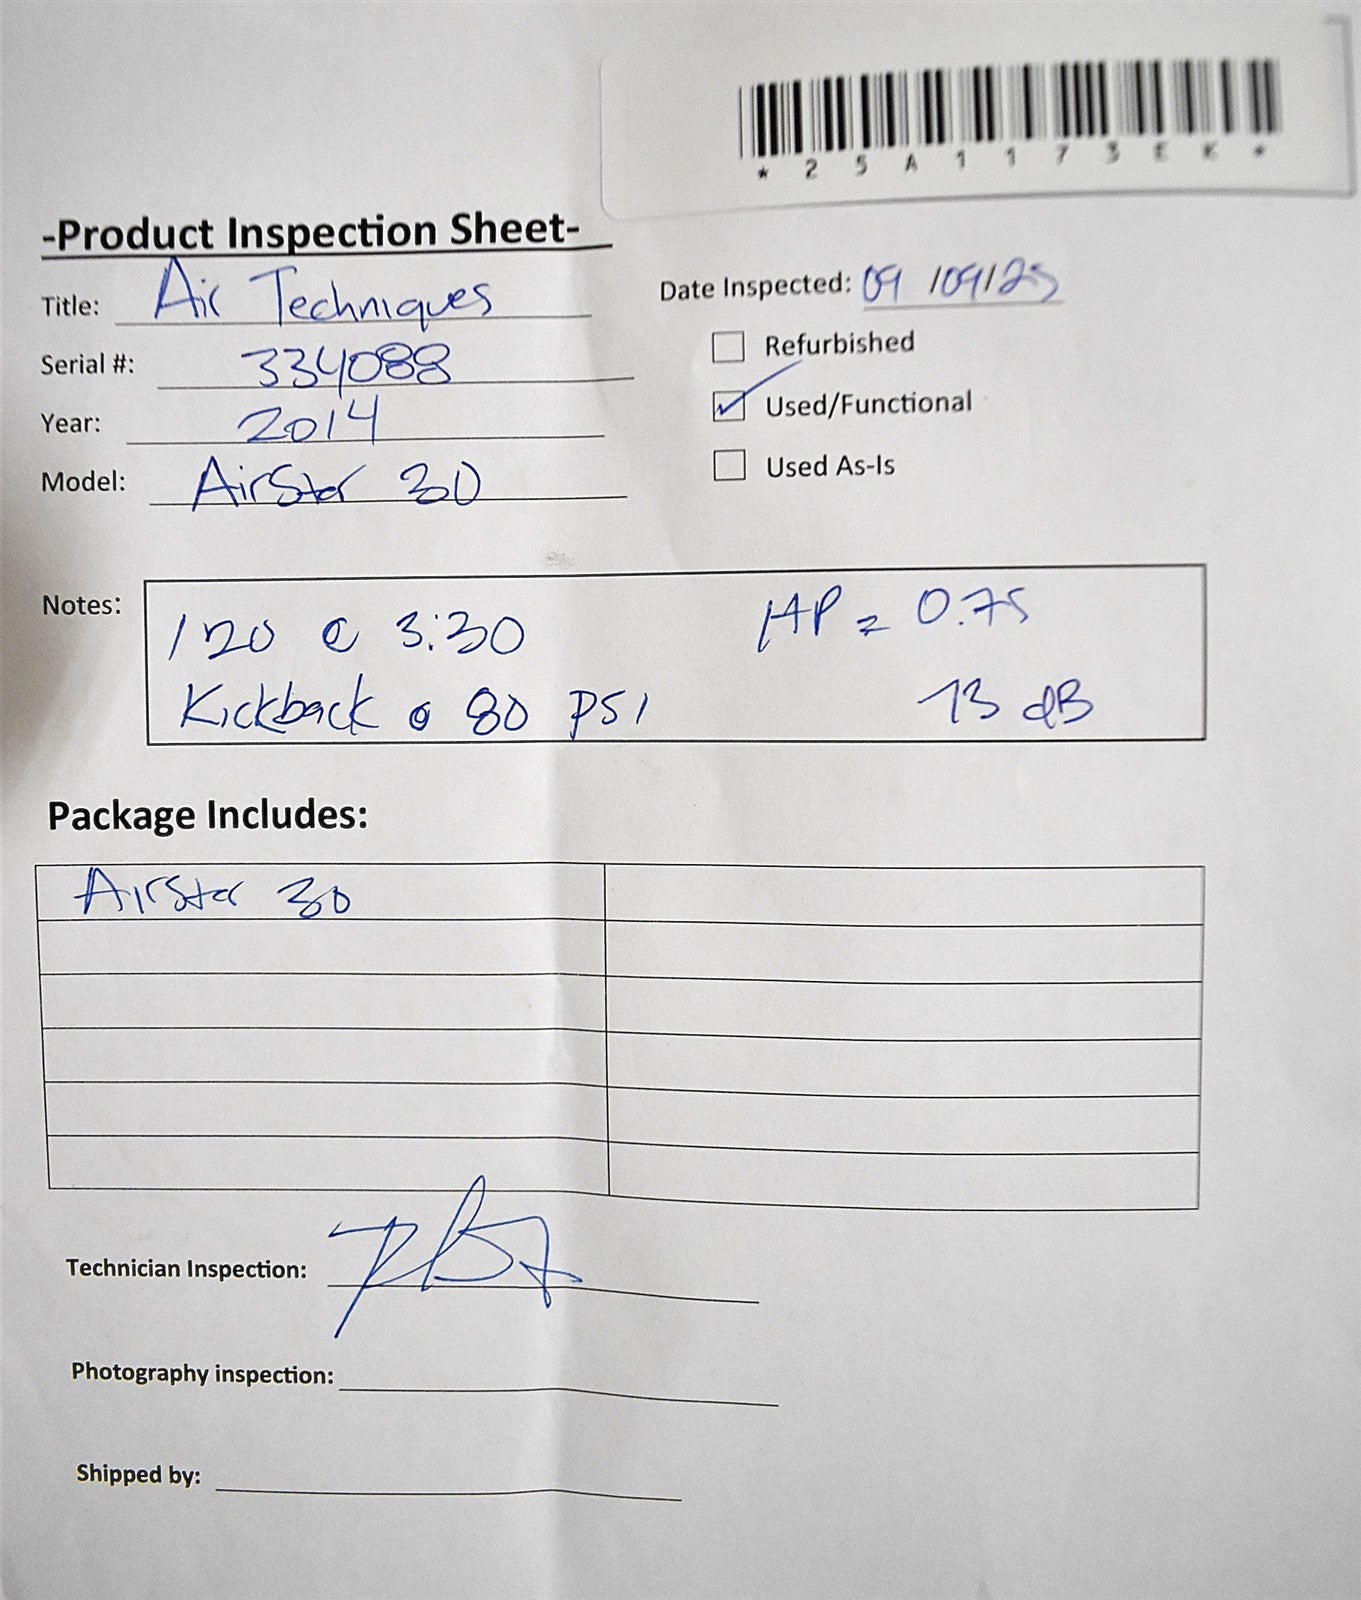 *25A1173EK*
-Product Inspection Sheet-
Title: Air Techniques
Date Inspected: 09/09/25
Serial #: 334088
Refurbished
Year: 2014
Used/Functional
Model: AirStar 30
Used As-Is
Notes:
120 @ 3:30
HP = 0.75
Kickback @ 80 PSI
73 dB
Package Includes:
AirStar 30
Technician Inspection:
Photography inspection:
Shipped by: